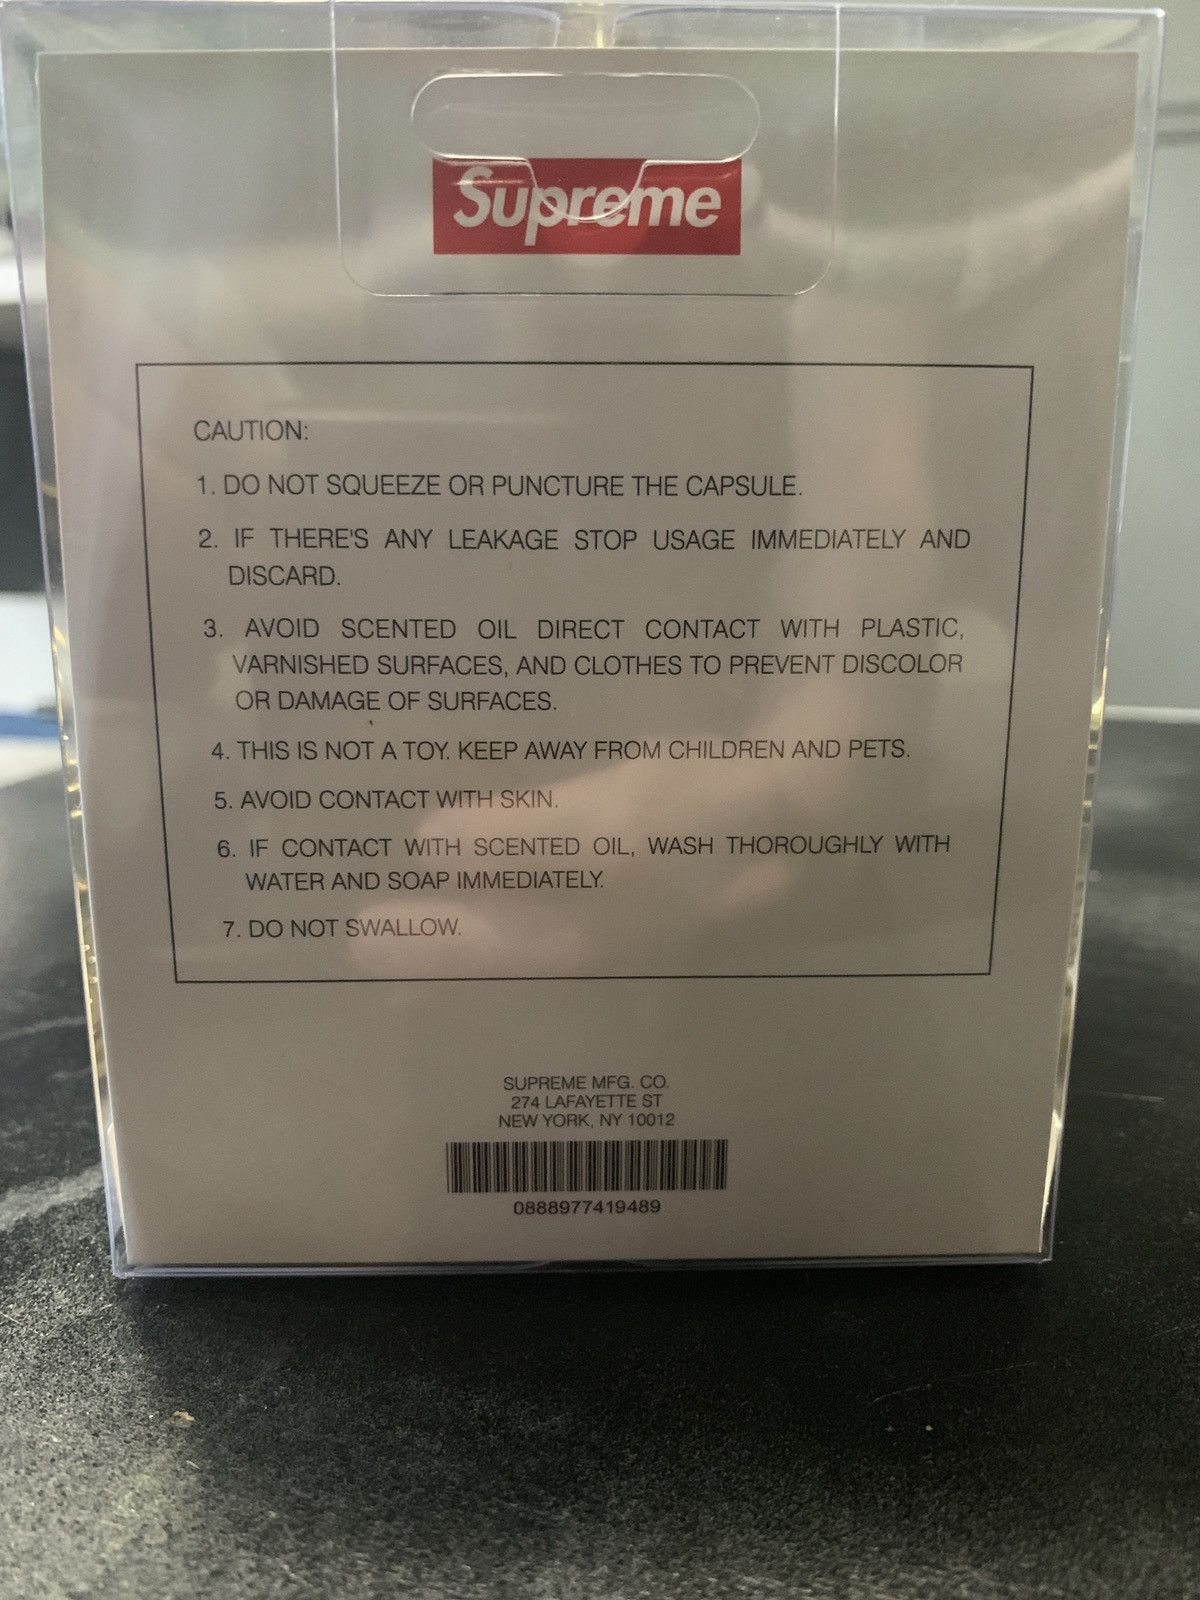 Supreme
CAUTION:
1. DO NOT SQUEEZE OR PUNCTURE THE CAPSULE.
2. IF THERE'S ANY LEAKAGE STOP USAGE IMMEDIATELY AND
DISCARD.
3. AVOID SCENTED OIL DIRECT CONTACT WITH PLASTIC,
VARNISHED SURFACES, AND CLOTHES TO PREVENT DISCOLOR
OR DAMAGE OF SURFACES.
4. THIS IS NOT A TOY. KEEP AWAY FROM CHILDREN AND PETS.
5. AVOID CONTACT WITH SKIN.
6. IF CONTACT WITH SCENTED OIL, WASH THOROUGHLY WITH
WATER AND SOAP IMMEDIATELY.
7. DO NOT SWALLOW.
SUPREME MFG. CO.
274 LAFAYETTE ST
NEW YORK, NY 10012
0888977419489